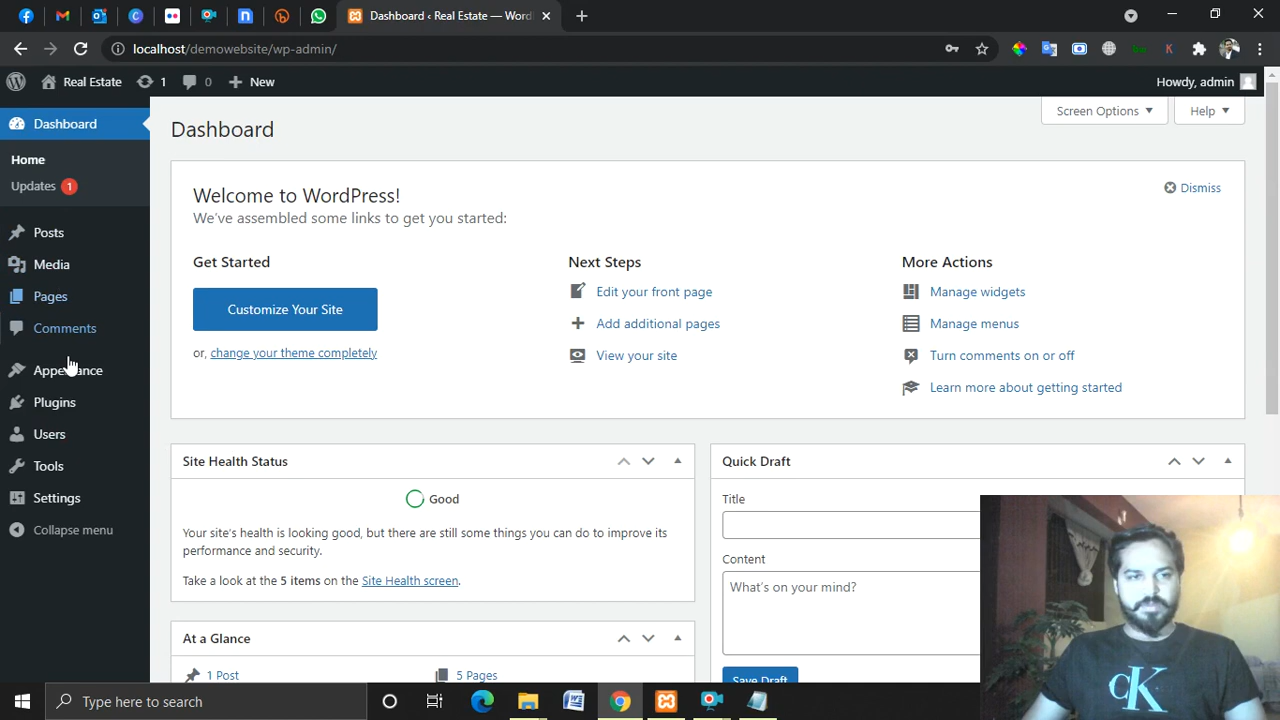 Dashboard ‹ Real Estate — Word
localhost/demowebsite/wp-admin/
Real Estate 1 0 New
Howdy, admin
Dashboard
Home
Updates 1
Posts
Media
Pages
Comments
Appearance
Plugins
Users
Tools
Settings
Collapse menu
Dashboard
Screen Options
Help
Welcome to WordPress!
Dismiss
We've assembled some links to get you started:
Get Started
Customize Your Site
or, change your theme completely
Next Steps
Edit your front page
Add additional pages
View your site
More Actions
Manage widgets
Manage menus
Turn comments on or off
Learn more about getting started
Site Health Status
Good
Your site's health is looking good, but there are still some things you can do to improve its
performance and security.
Take a look at the 5 items on the Site Health screen.
At a Glance
1 Post
5 Pages
Quick Draft
Title
Content
What's on your mind?
Save Draft
CK
Type here to search